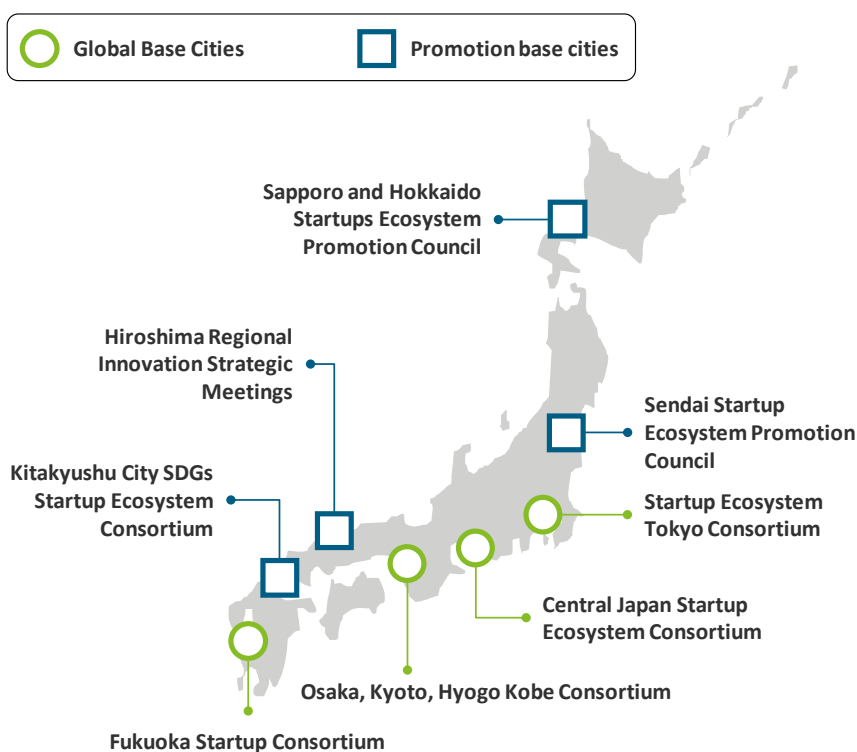 Global Base Cities
Promotion base cities
Sapporo and Hokkaido
Startups Ecosystem
Promotion Council
Hiroshima Regional
Innovation Strategic
Meetings
Sendai Startup
Ecosystem Promotion
Council
Kitakyushu City SDGs
Startup Ecosystem
Consortium
Startup Ecosystem
Tokyo Consortium
Central Japan Startup
Ecosystem Consortium
Osaka, Kyoto, Hyogo Kobe Consortium
Fukuoka Startup Consortium